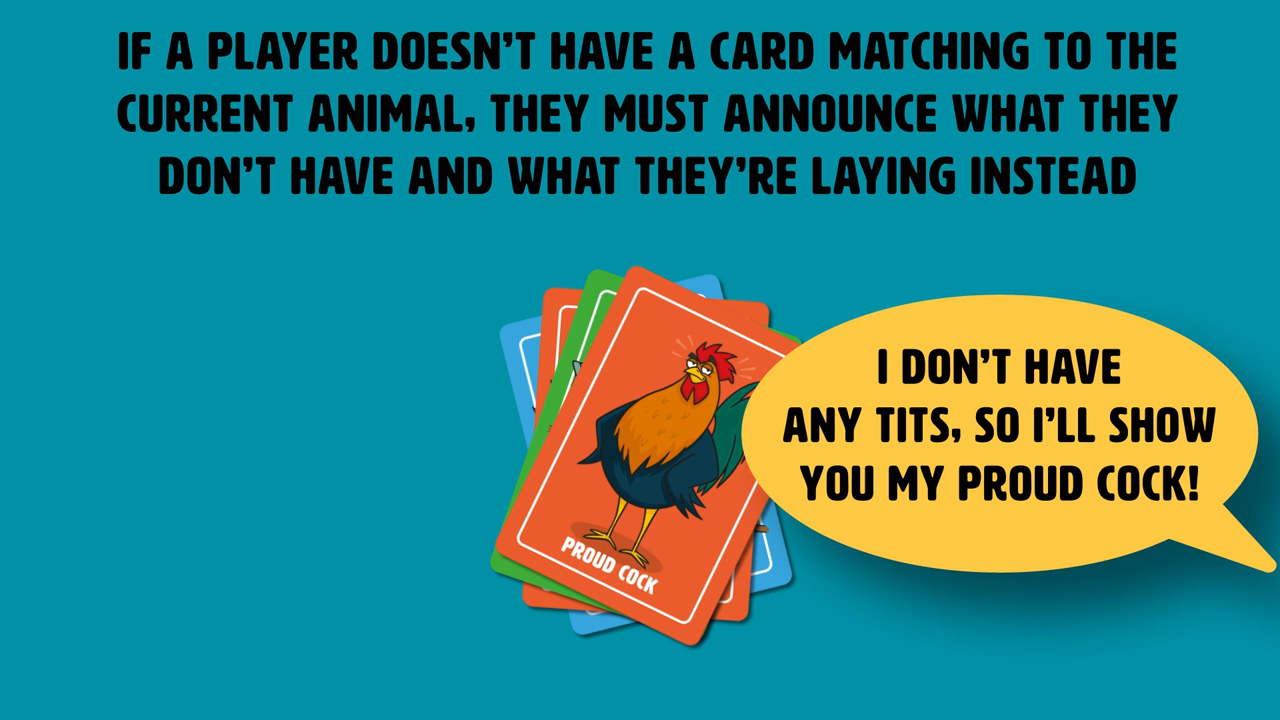 IF A PLAYER DOESN'T HAVE A CARD MATCHING TO THE
CURRENT ANIMAL, THEY MUST ANNOUNCE WHAT THEY
DON'T HAVE AND WHAT THEY'RE LAYING INSTEAD
I DON'T HAVE
ANY TITS, SO I'LL SHOW
YOU MY PROUD COCK!
PROUD COCK